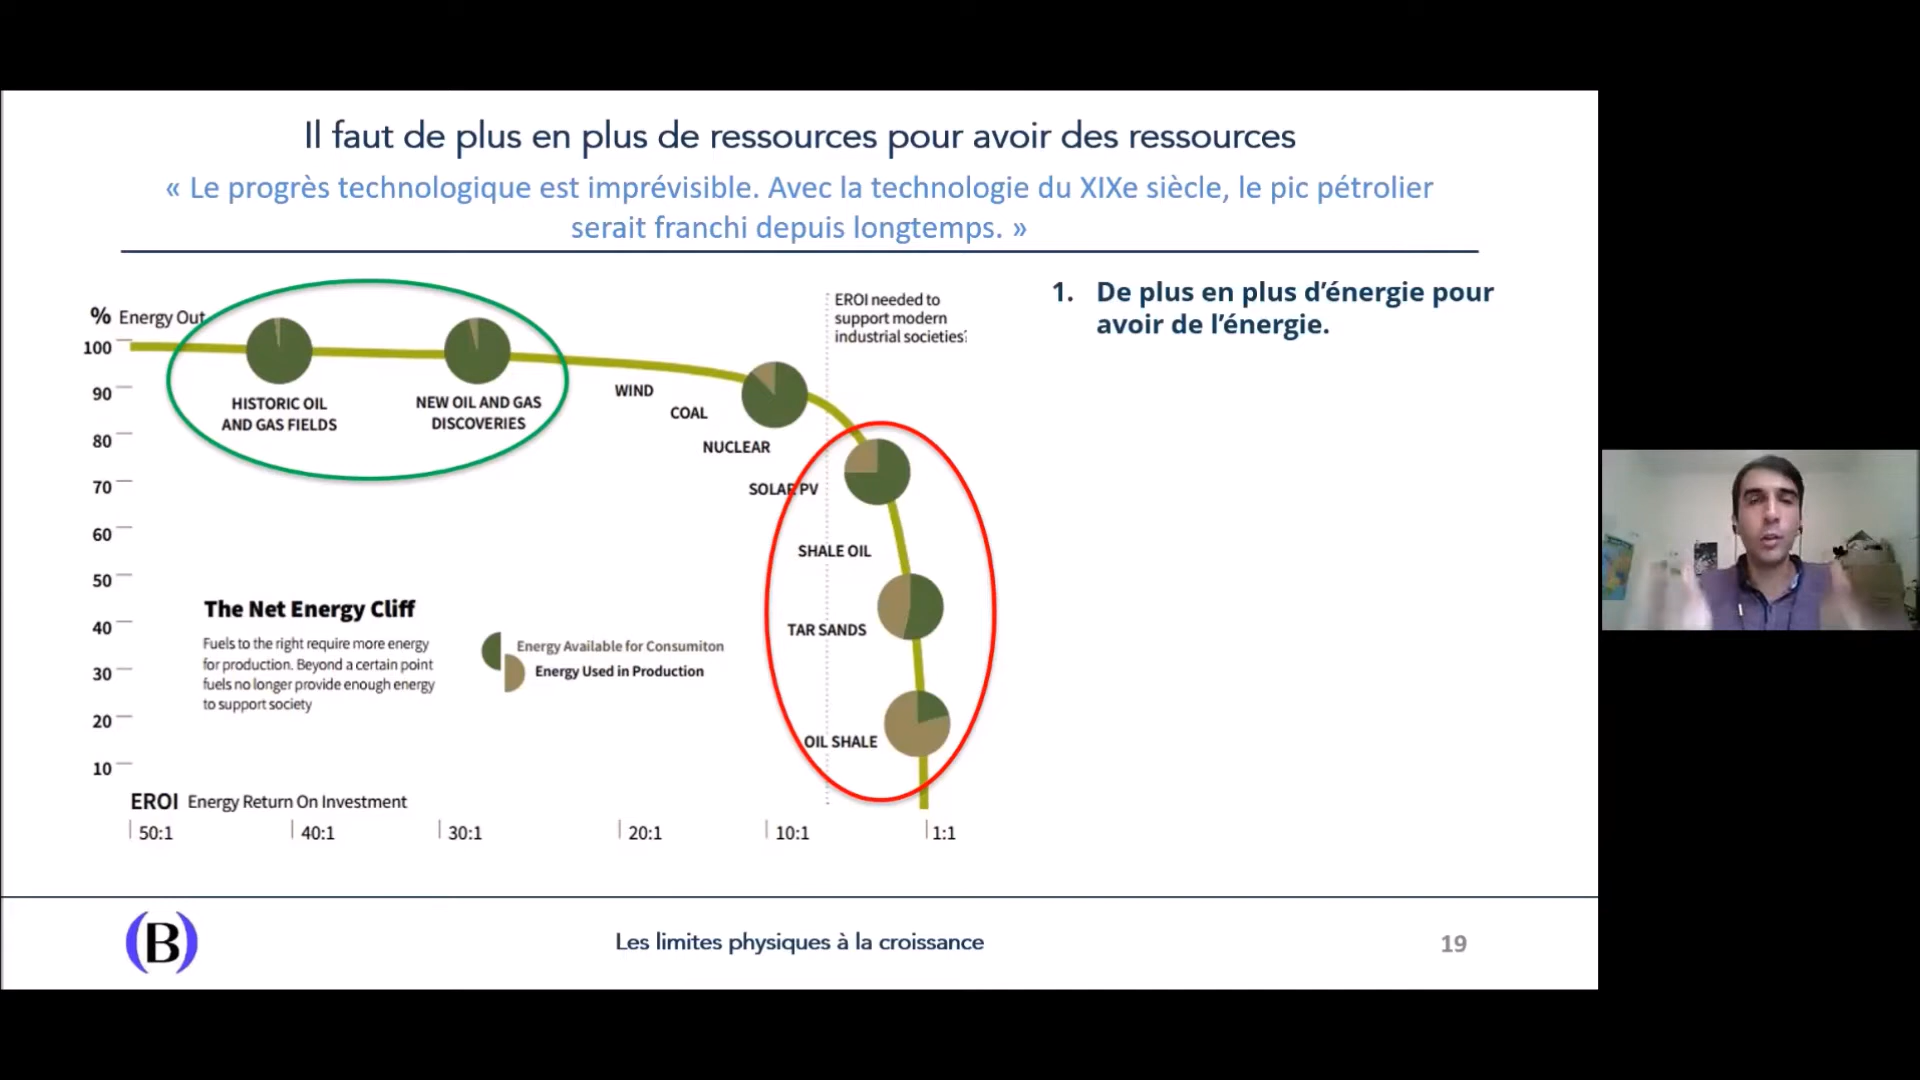 Il faut de plus en plus de ressources pour avoir des ressources
« Le progrès technologique est imprévisible. Avec la technologie du XIXe siècle, le pic pétrolier
serait franchi depuis longtemps. »
1. De plus en plus d’énergie pour
avoir de l’énergie.
% Energy Out
100
90
80
70
60
50
40
30
20
10
HISTORIC OIL
AND GAS FIELDS
NEW OIL AND GAS
DISCOVERIES
WIND
COAL
NUCLEAR
SOLAR PV
SHALE OIL
TAR SANDS
OIL SHALE
EROI needed to
support modern
industrial societies
The Net Energy Cliff
Fuels to the right require more energy
for production. Beyond a certain point
fuels no longer provide enough energy
to support society
Energy Available for Consumiton
Energy Used in Production
EROI Energy Return On Investment
50:1 40:1 30:1 20:1 10:1 1:1
(B)
Les limites physiques à la croissance
19